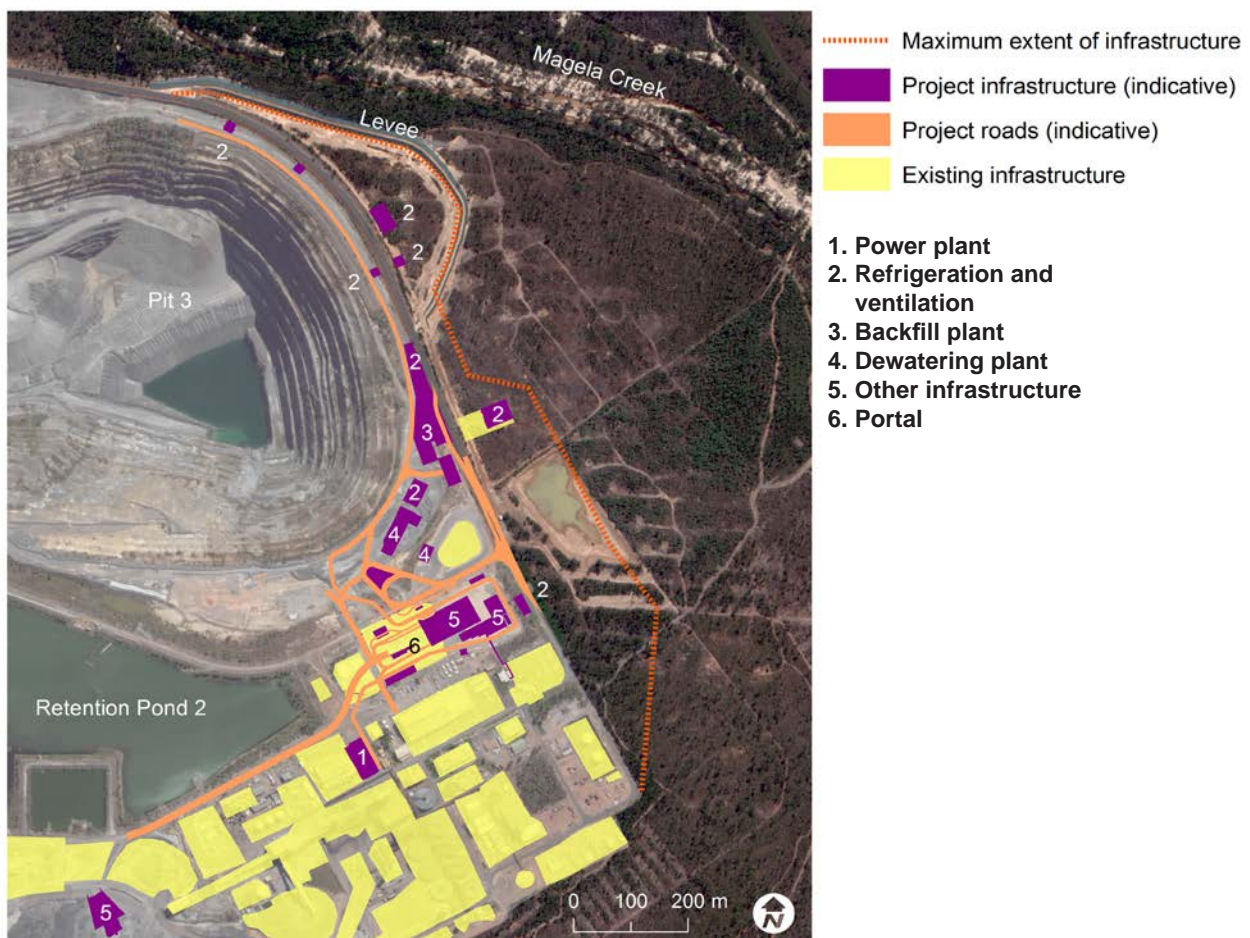 Magela Creek
Levee
2
2
2
2
Pit 3
2
2
3
2
4
4
2
5
5
6
Retention Pond 2
1
5
0 100 200 m
N
Maximum extent of infrastructure
Project infrastructure (indicative)
Project roads (indicative)
Existing infrastructure
1. Power plant
2. Refrigeration and
ventilation
3. Backfill plant
4. Dewatering plant
5. Other infrastructure
6. Portal